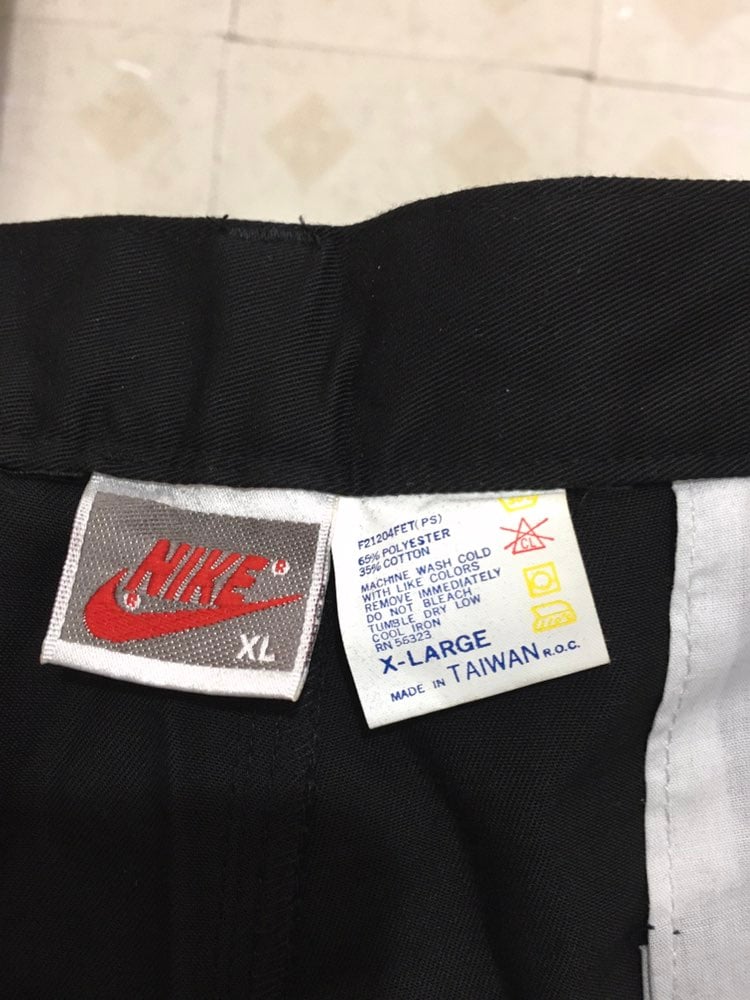 NIKE®
®
XL
F21204FET(PS)
65% POLYESTER
35% COTTON
MACHINE WASH COLD
WITH LIKE COLORS
REMOVE IMMEDIATELY
DO NOT BLEACH
TUMBLE DRY LOW
COOL IRON
RN 56323
X-LARGE
MADE IN TAIWAN R.O.C.
CL